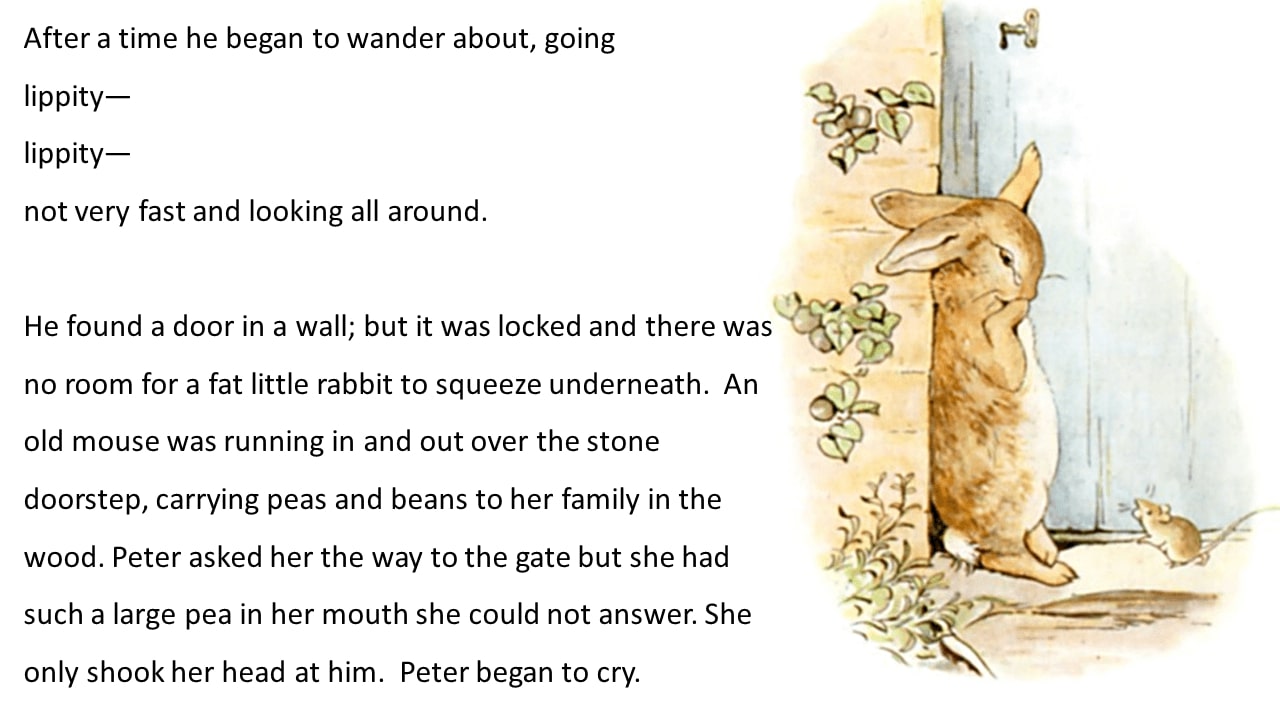 After a time he began to wander about, going
lippity—
lippity—
not very fast and looking all around.
He found a door in a wall; but it was locked and there was
no room for a fat little rabbit to squeeze underneath.  An
old mouse was running in and out over the stone
doorstep, carrying peas and beans to her family in the
wood. Peter asked her the way to the gate but she had
such a large pea in her mouth she could not answer. She
only shook her head at him.  Peter began to cry.